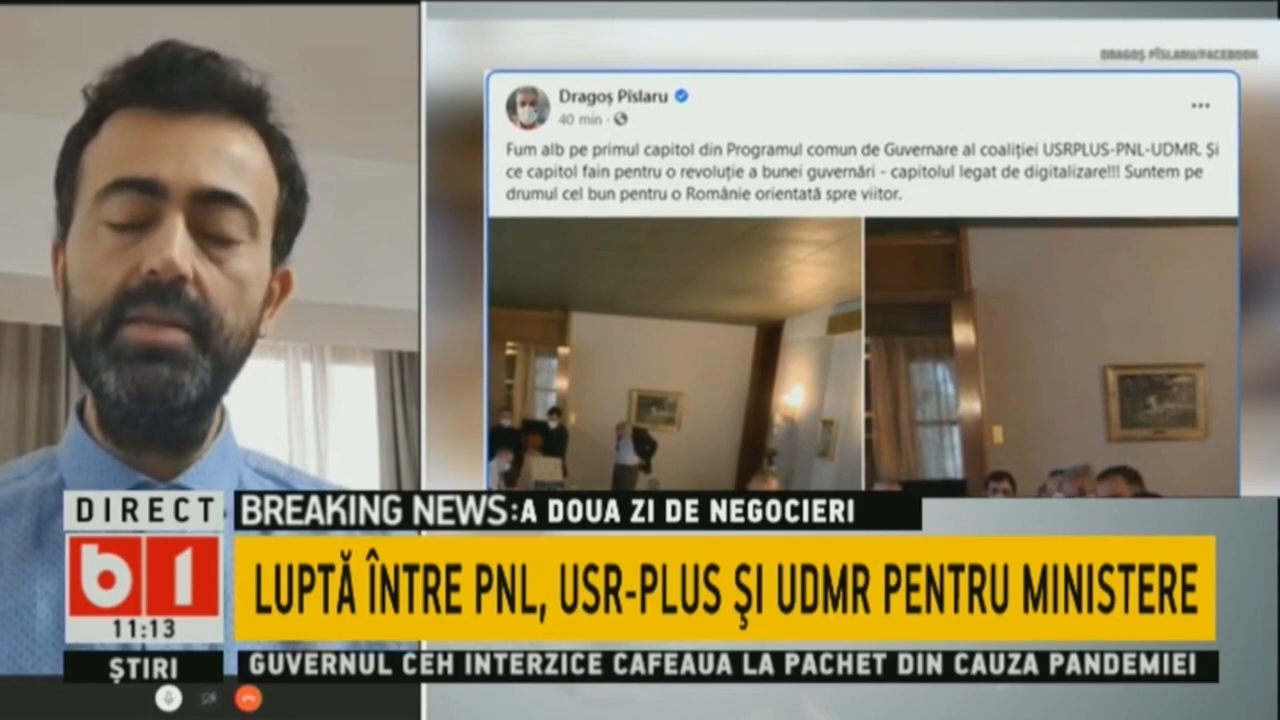 DRAGOȘ PÎSLARU/FACEBOOK
Dragoș Pîslaru
40 min ·
Fum alb pe primul capitol din Programul comun de Guvernare al coaliției USRPLUS-PNL-UDMR. Și
ce capitol fain pentru o revoluție a bunei guvernări - capitolul legat de digitalizare!!! Suntem pe
drumul cel bun pentru o Românie orientată spre viitor.
DIRECT
BREAKING NEWS: A DOUA ZI DE NEGOCIERI
b1
LUPTĂ ÎNTRE PNL, USR-PLUS ŞI UDMR PENTRU MINISTERE
11:13
ȘTIRI
GUVERNUL CEH INTERZICE CAFEAUA LA PACHET DIN CAUZA PANDEMIEI